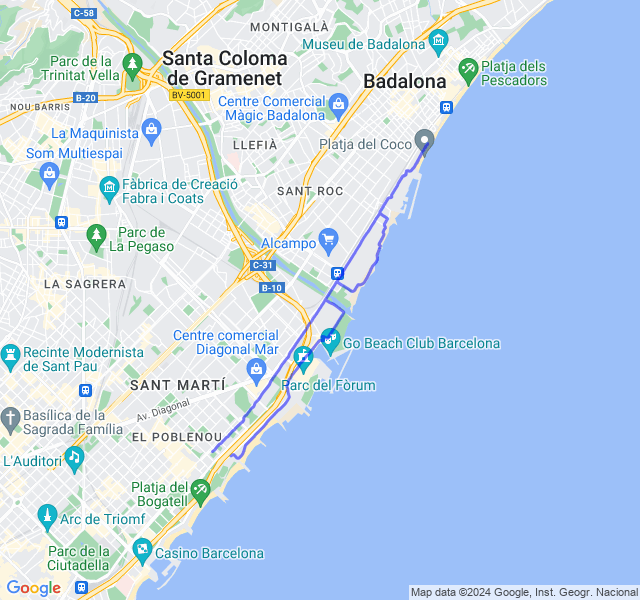 C-58
MONTIGALÀ
Parc de la
Trinitat Vella
Santa Coloma
de Gramenet
Museu de Badalona
Platja dels
Pescadors
Badalona
BV-5001
B-20
NOU BARRIS
Centre Comercial
Màgic Badalona
La Maquinista
Som Multiespai
LLEFIÀ
Platja del Coco
Fàbrica de Creació
Fabra i Coats
SANT ROC
Parc de
La Pegaso
Alcampo
C-31
LA SAGRERA
B-10
Centre comercial
Diagonal Mar
Go Beach Club Barcelona
Recinte Modernista
de Sant Pau
SANT MARTÍ
Parc del Fòrum
Av. Diagonal
Basílica de la
Sagrada Família
EL POBLENOU
L'Auditori
Platja del
Bogatell
Arc de Triomf
Parc de la
Ciutadella
Casino Barcelona
Google
Map data ©2024 Google, Inst. Geogr. Nacional